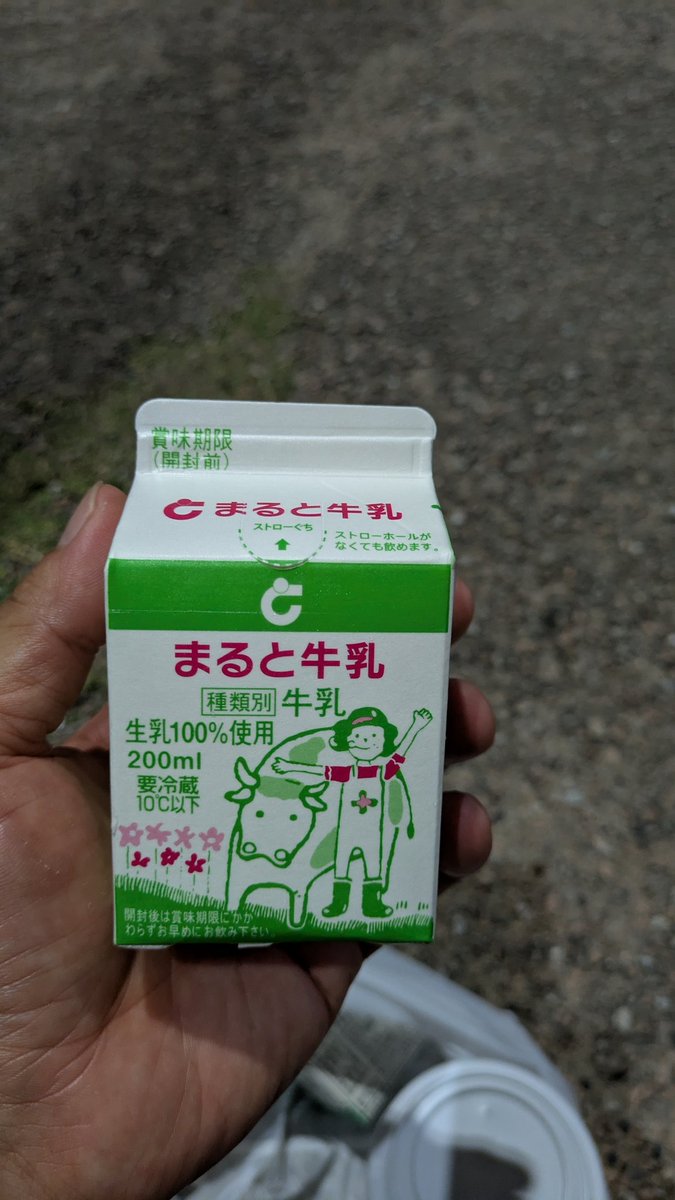 賞味期限
(開封前)
まると牛乳
ストローぐち
ストローホールが
なくても飲めます。
まると牛乳
種類別 牛乳
生乳100%使用
200ml
要冷蔵
10℃以下
開封後は賞味期限にかか
わらずお早めにお飲み下さい。